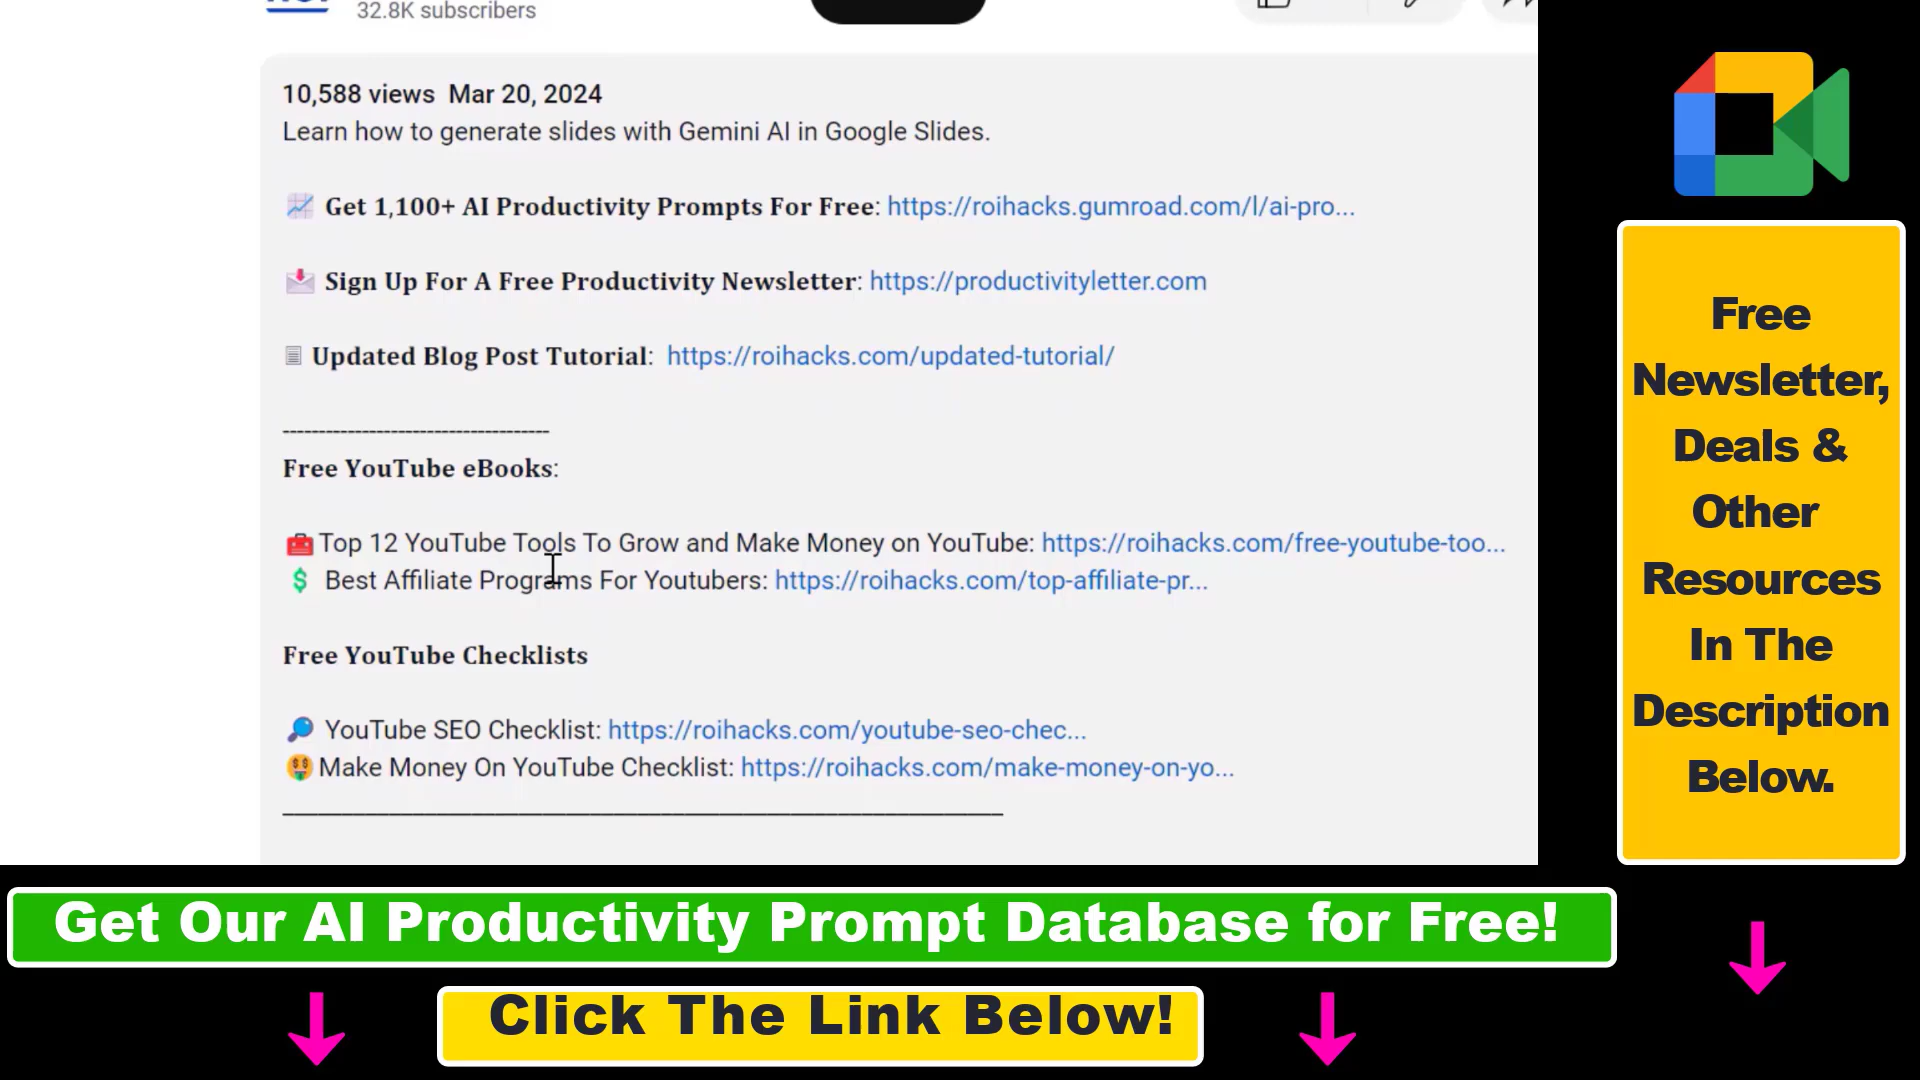 32.8K subscribers
10,588 views Mar 20, 2024
Learn how to generate slides with Gemini AI in Google Slides.
📈 Get 1,100+ AI Productivity Prompts For Free: https://roihacks.gumroad.com/l/ai-pro...
📩 Sign Up For A Free Productivity Newsletter: https://productivityletter.com
Updated Blog Post Tutorial: https://roihacks.com/updated-tutorial/
-------------------------------------
Free YouTube eBooks:
🧰 Top 12 YouTube Tools To Grow and Make Money on YouTube: https://roihacks.com/free-youtube-too...
💲 Best Affiliate Programs For Youtubers: https://roihacks.com/top-affiliate-pr...
Free YouTube Checklists
🔎 YouTube SEO Checklist: https://roihacks.com/youtube-seo-chec...
🤑 Make Money On YouTube Checklist: https://roihacks.com/make-money-on-yo...
Free
Newsletter,
Deals &
Other
Resources
In The
Description
Below.
Get Our AI Productivity Prompt Database for Free!
Click The Link Below!